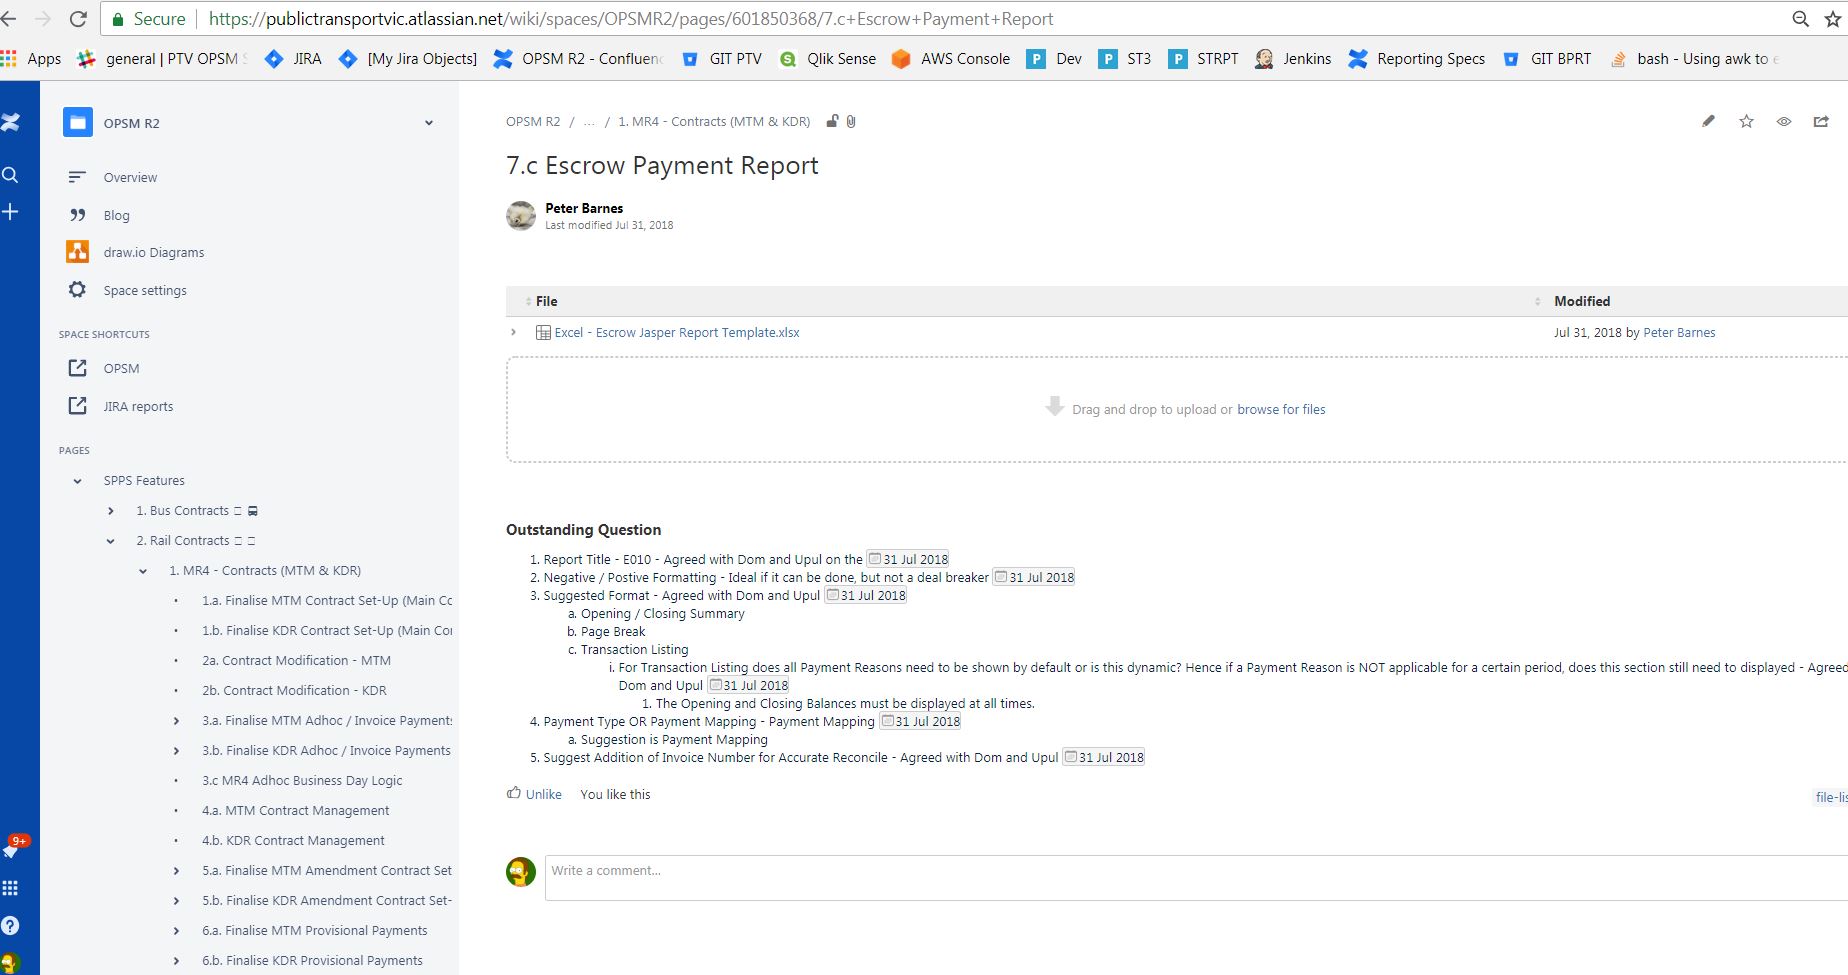 Secure https://publictransportvic.atlassian.net/wiki/spaces/OPSMR2/pages/601850368/7.c+Escrow+Payment+Report
Apps general | PTV OPSM JIRA [My Jira Objects] OPSM R2 - Confluenc GIT PTV Qlik Sense AWS Console Dev ST3 STRPT Jenkins Reporting Specs GIT BPRT bash - Using awk to e
OPSM R2
Overview
Blog
draw.io Diagrams
Space settings
SPACE SHORTCUTS
OPSM
JIRA reports
PAGES
SPPS Features
1. Bus Contracts
2. Rail Contracts
1. MR4 - Contracts (MTM & KDR)
1.a. Finalise MTM Contract Set-Up (Main Cc
1.b. Finalise KDR Contract Set-Up (Main Coi
2a. Contract Modification - MTM
2b. Contract Modification - KDR
3.a. Finalise MTM Adhoc / Invoice Payments
3.b. Finalise KDR Adhoc / Invoice Payments
3.c MR4 Adhoc Business Day Logic
4.a. MTM Contract Management
4.b. KDR Contract Management
5.a. Finalise MTM Amendment Contract Set
5.b. Finalise KDR Amendment Contract Set-
6.a. Finalise MTM Provisional Payments
6.b. Finalise KDR Provisional Payments
9+
OPSM R2 / ... / 1. MR4 - Contracts (MTM & KDR)
7.c Escrow Payment Report
Peter Barnes
Last modified Jul 31, 2018
File Modified
Excel - Escrow Jasper Report Template.xlsx Jul 31, 2018 by Peter Barnes
Drag and drop to upload or browse for files
Outstanding Question
1. Report Title - E010 - Agreed with Dom and Upul on the 31 Jul 2018
2. Negative / Postive Formatting - Ideal if it can be done, but not a deal breaker 31 Jul 2018
3. Suggested Format - Agreed with Dom and Upul 31 Jul 2018
a. Opening / Closing Summary
b. Page Break
c. Transaction Listing
i. For Transaction Listing does all Payment Reasons need to be shown by default or is this dynamic? Hence if a Payment Reason is NOT applicable for a certain period, does this section still need to displayed - Agreed
Dom and Upul 31 Jul 2018
1. The Opening and Closing Balances must be displayed at all times.
4. Payment Type OR Payment Mapping - Payment Mapping 31 Jul 2018
a. Suggestion is Payment Mapping
5. Suggest Addition of Invoice Number for Accurate Reconcile - Agreed with Dom and Upul 31 Jul 2018
Unlike You like this
file-lis
Write a comment...